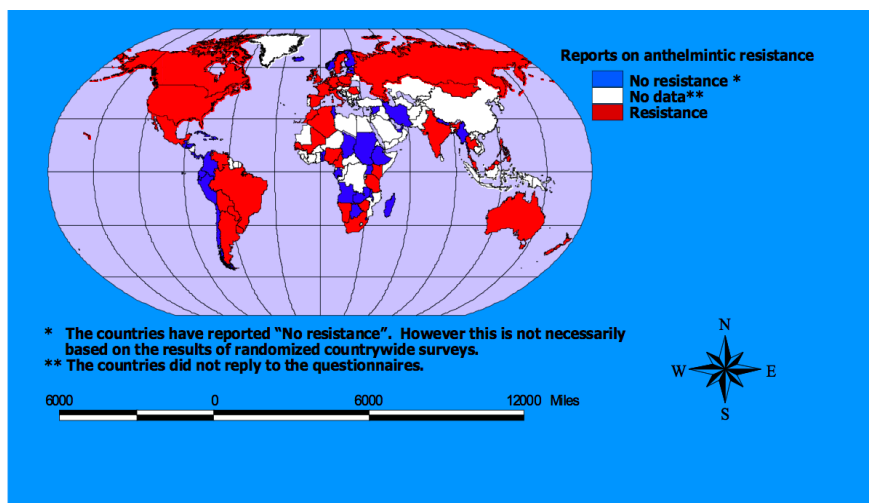 Reports on anthelmintic resistance
No resistance *
No data**
Resistance
* The countries have reported “No resistance”. However this is not necessarily
based on the results of randomized countrywide surveys.
** The countries did not reply to the questionnaires.
N
W E
S
6000 0 6000 12000 Miles